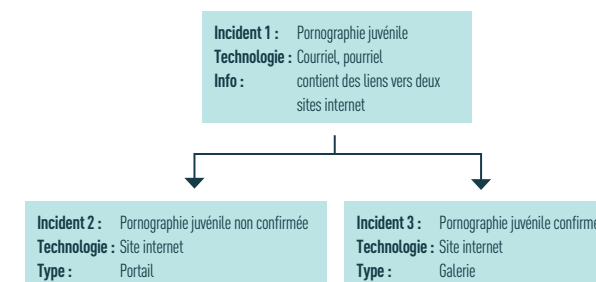 Incident 1 : Pornographie juvénile
Technologie : Courriel, pourriel
Info : contient des liens vers deux
sites internet
Incident 2 : Pornographie juvénile non confirmée
Technologie : Site internet
Type : Portail
Incident 3 : Pornographie juvénile
Technologie : Site internet
Type : Galerie